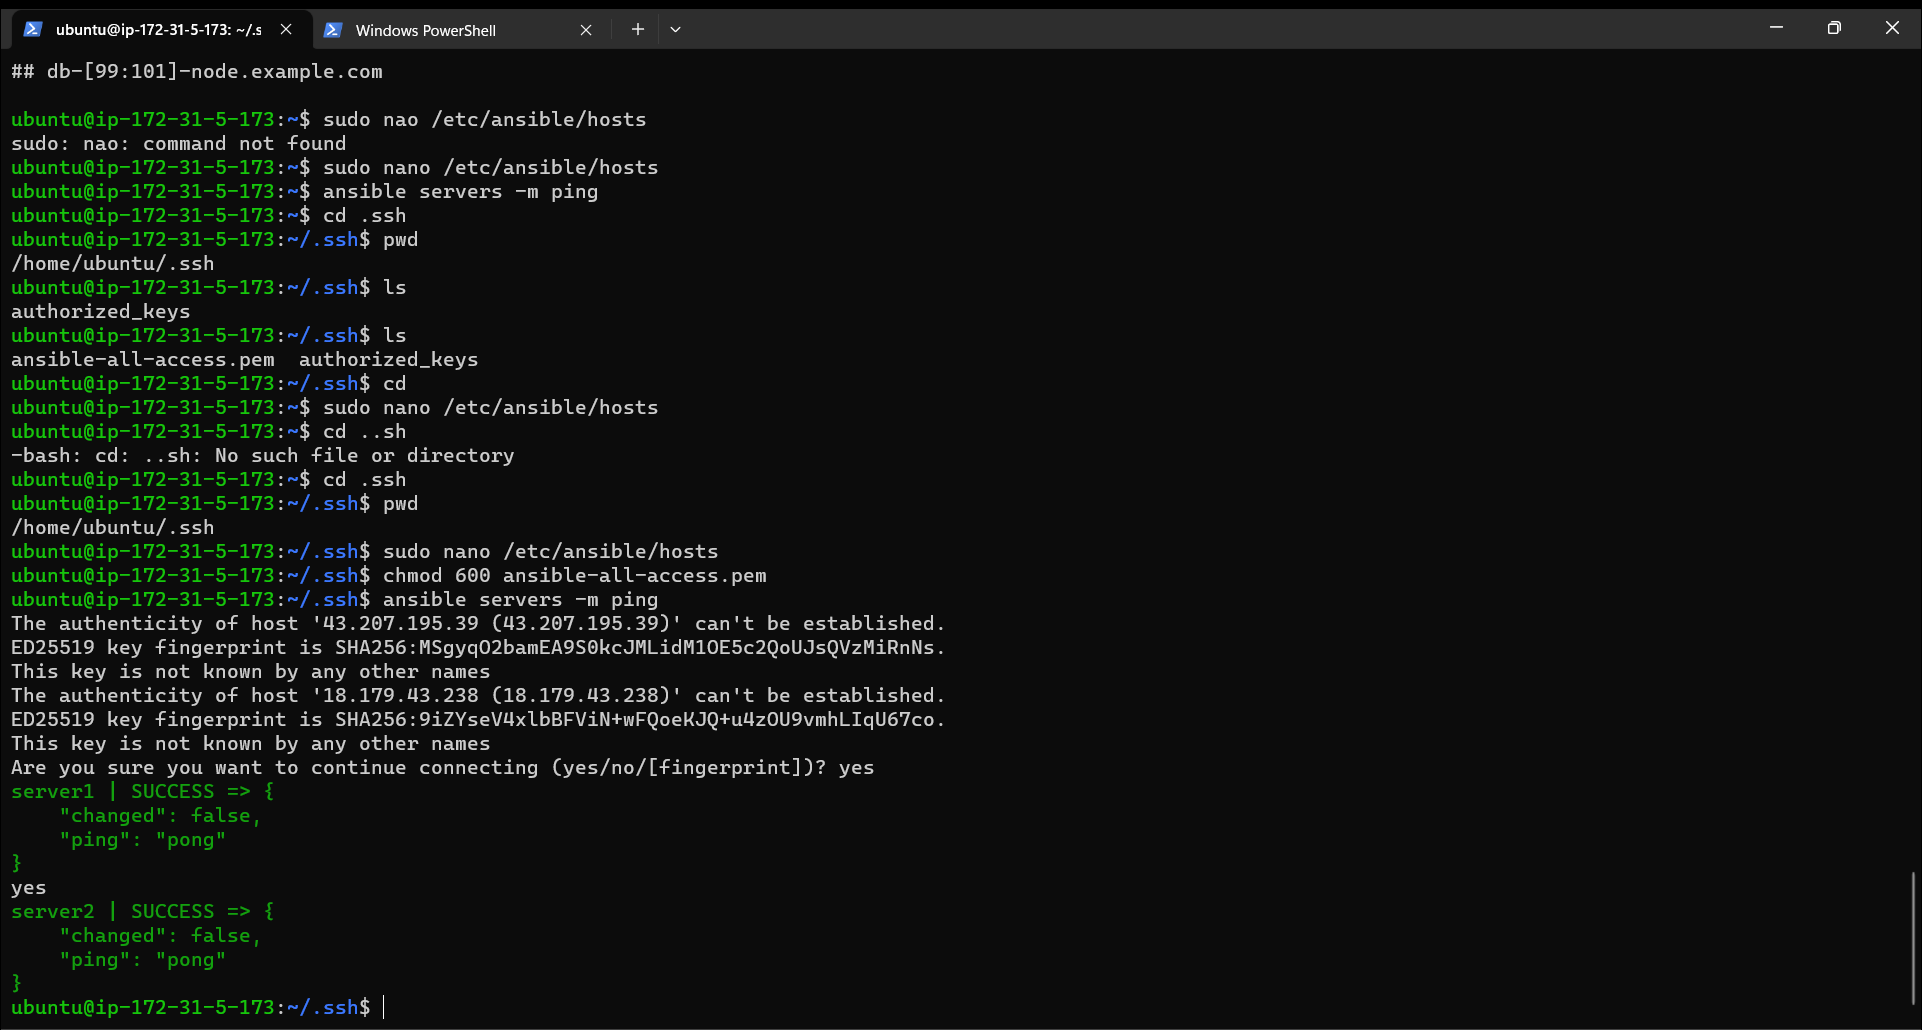 ubuntu@ip-172-31-5-173: ~/.s
Windows PowerShell
## db-[99:101]-node.example.com
ubuntu@ip-172-31-5-173:~$ sudo nao /etc/ansible/hosts
sudo: nao: command not found
ubuntu@ip-172-31-5-173:~$ sudo nano /etc/ansible/hosts
ubuntu@ip-172-31-5-173:~$ ansible servers -m ping
ubuntu@ip-172-31-5-173:~$ cd .ssh
ubuntu@ip-172-31-5-173:~/.ssh$ pwd
/home/ubuntu/.ssh
ubuntu@ip-172-31-5-173:~/.ssh$ ls
authorized_keys
ubuntu@ip-172-31-5-173:~/.ssh$ ls
ansible-all-access.pem  authorized_keys
ubuntu@ip-172-31-5-173:~/.ssh$ cd
ubuntu@ip-172-31-5-173:~$ sudo nano /etc/ansible/hosts
ubuntu@ip-172-31-5-173:~$ cd ..sh
-bash: cd: ..sh: No such file or directory
ubuntu@ip-172-31-5-173:~$ cd .ssh
ubuntu@ip-172-31-5-173:~/.ssh$ pwd
/home/ubuntu/.ssh
ubuntu@ip-172-31-5-173:~/.ssh$ sudo nano /etc/ansible/hosts
ubuntu@ip-172-31-5-173:~/.ssh$ chmod 600 ansible-all-access.pem
ubuntu@ip-172-31-5-173:~/.ssh$ ansible servers -m ping
The authenticity of host '43.207.195.39 (43.207.195.39)' can't be established.
ED25519 key fingerprint is SHA256:MSgyqO2bamEA9S0kcJMLidM1OE5c2QoUJsQVzMiRnNs.
This key is not known by any other names
The authenticity of host '18.179.43.238 (18.179.43.238)' can't be established.
ED25519 key fingerprint is SHA256:9iZYseV4xlbBFViN+wFQoeKJQ+u4zOU9vmhLIqU67co.
This key is not known by any other names
Are you sure you want to continue connecting (yes/no/[fingerprint])? yes
server1 | SUCCESS => {
    "changed": false,
    "ping": "pong"
}
yes
server2 | SUCCESS => {
    "changed": false,
    "ping": "pong"
}
ubuntu@ip-172-31-5-173:~/.ssh$